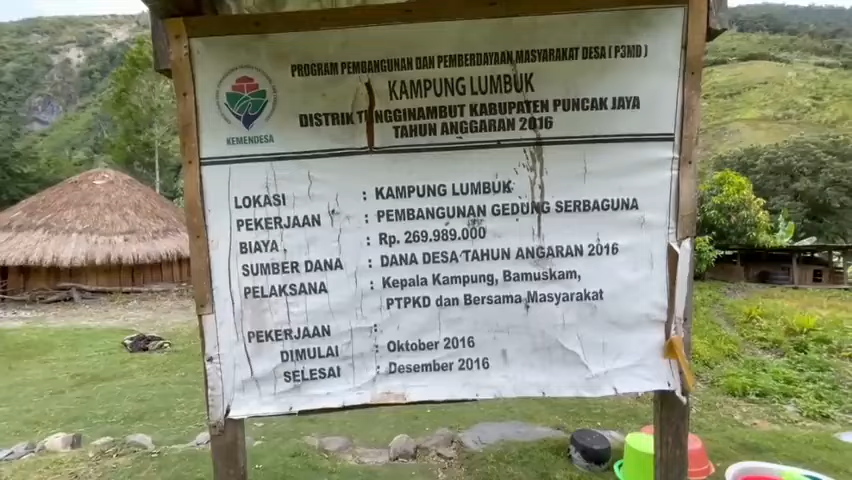 PROGRAM PEMBANGUNAN DAN PEMBERDAYAAN MASYARAKAT DESA ( P3MD )
KAMPUNG LUMBUK
DISTRIK TINGGINAMBUT KABUPATEN PUNCAK JAYA
TAHUN ANGGARAN 2016
KEMENDESA
LOKASI : KAMPUNG LUMBUK
PEKERJAAN : PEMBANGUNAN GEDUNG SERBAGUNA
BIAYA : Rp. 269.989.000
SUMBER DANA : DANA DESA TAHUN ANGARAN 2016
PELAKSANA : Kepala Kampung, Bamuskam,
PTPKD dan Bersama Masyarakat
PEKERJAAN :
DIMULAI : Oktober 2016
SELESAI : Desember 2016